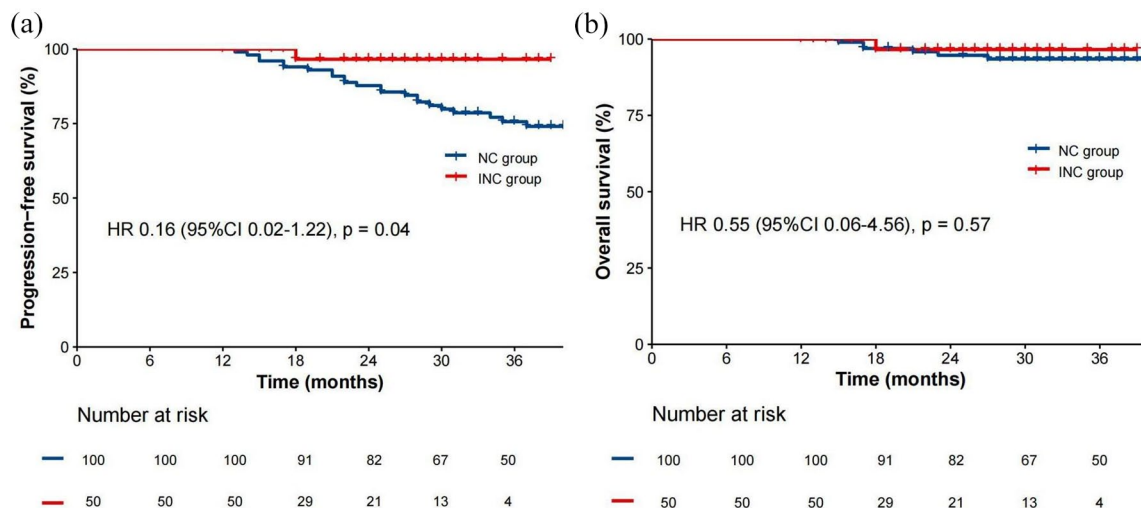 (a)
Progression−free survival (%)
100
75
50
25
0
NC group
INC group
HR 0.16 (95%CI 0.02-1.22), p = 0.04
0 6 12 18 24 30 36
Time (months)
Number at risk
100 100 100 91 82 67 50
50 50 50 29 21 13 4
(b)
Overall survival (%)
100
75
50
25
0
NC group
INC group
HR 0.55 (95%CI 0.06-4.56), p = 0.57
0 6 12 18 24 30 36
Time (months)
Number at risk
100 100 100 91 82 67 50
50 50 50 29 21 13 4